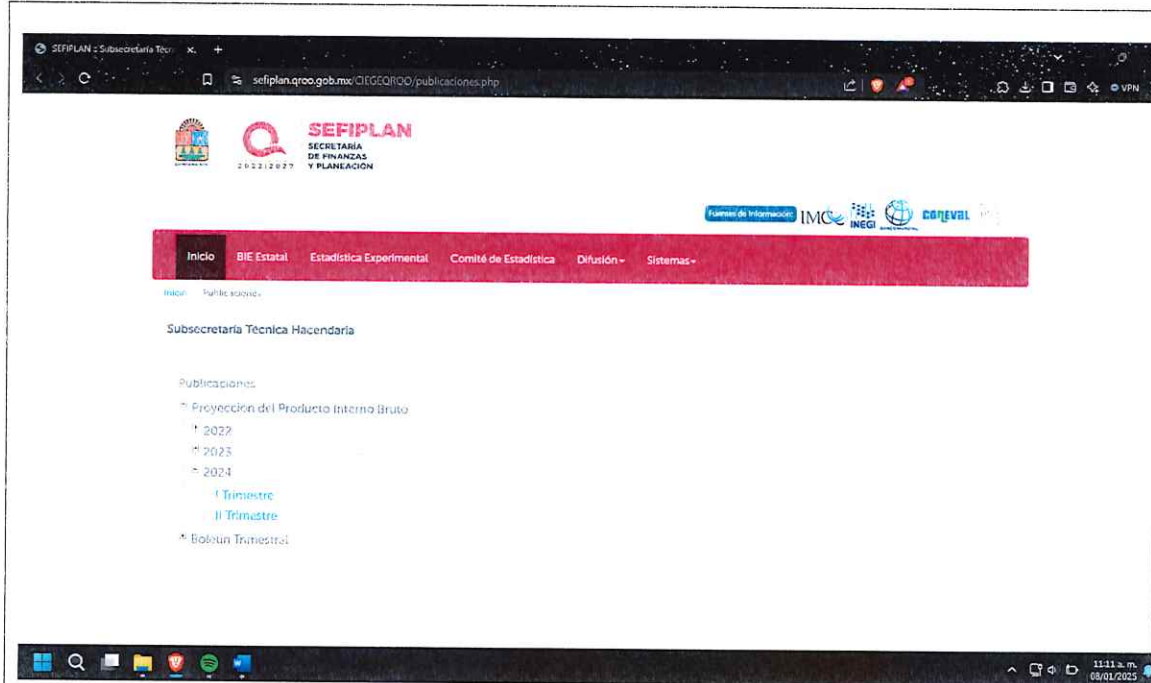 SEFIPLAN :: Subsecretaría Técn
sefiplan.qroo.gob.mx/CIEGEQROO/publicaciones.php
VPN
2022|2027
SEFIPLAN
SECRETARÍA
DE FINANZAS
Y PLANEACIÓN
Fuentes de Información:
IMCO
INEGI
CONEVAL
Inicio BIE Estatal Estadística Experimental Comité de Estadística Difusión Sistemas
Inicio Publicaciones
Subsecretaría Técnica Hacendaria
Publicaciones
Proyección del Producto Interno Bruto
2022
2023
2024
I Trimestre
II Trimestre
Boletín Trimestral
11:11 a. m.
08/01/2025